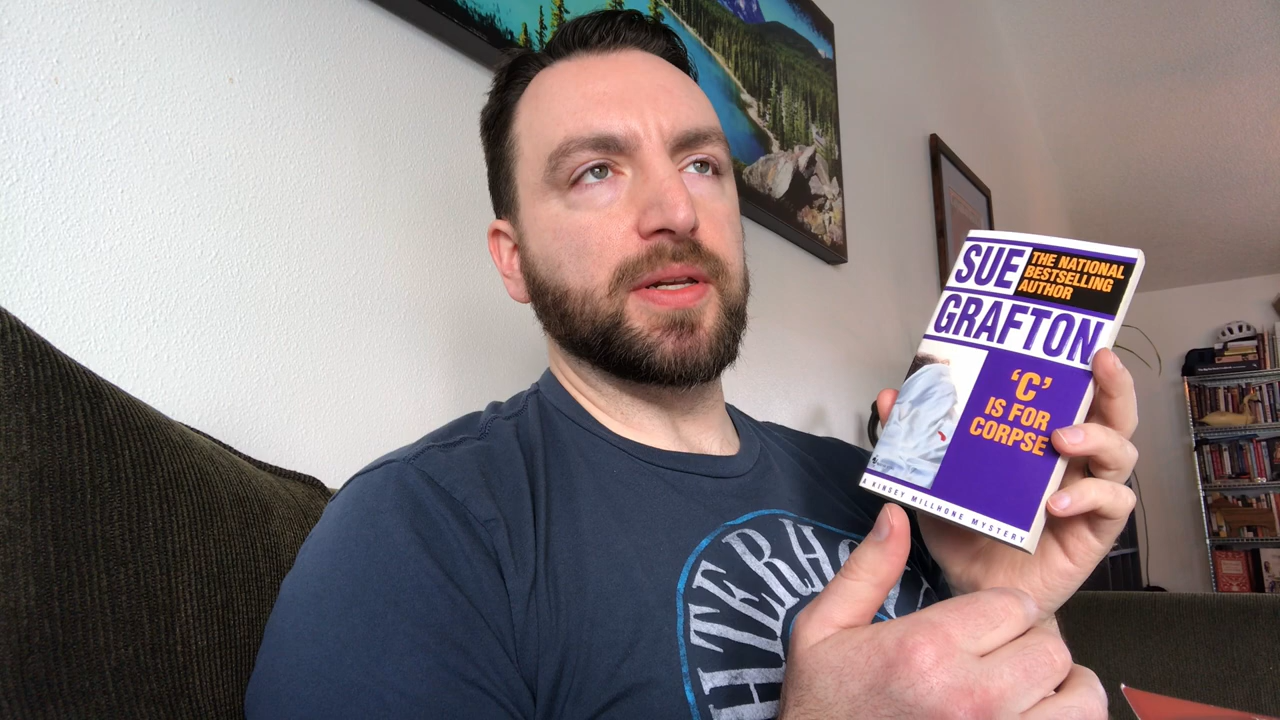 SUE
THE NATIONAL
BESTSELLING
AUTHOR
GRAFTON
'C'
IS FOR
CORPSE
A KINSEY MILLHONE MYSTERY